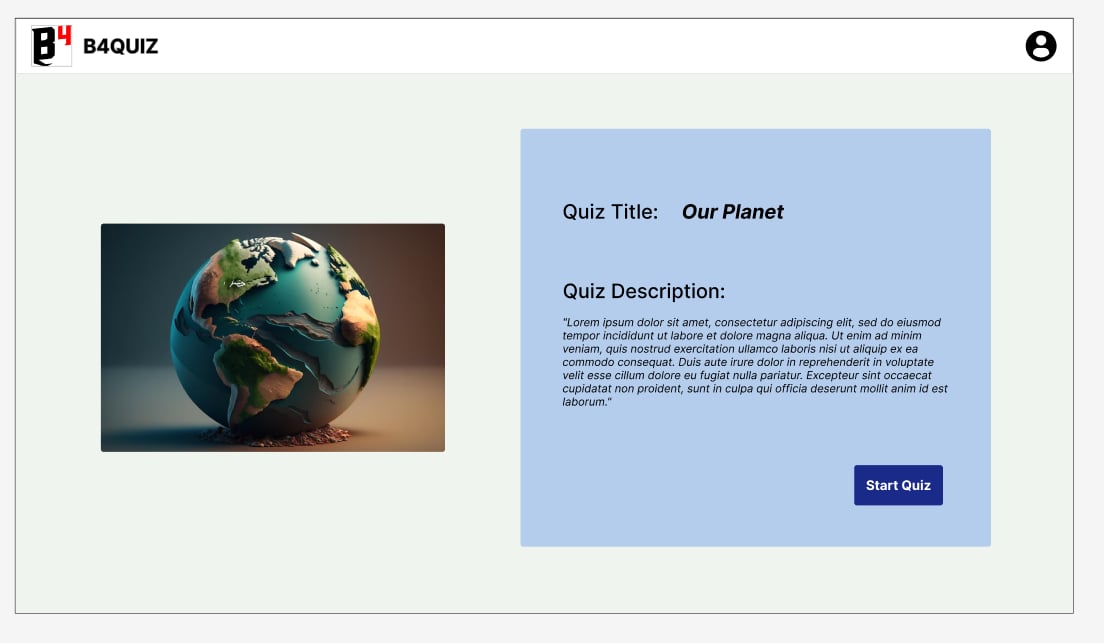 B4
B4QUIZ
Quiz Title: Our Planet
Quiz Description:
"Lorem ipsum dolor sit amet, consectetur adipiscing elit, sed do eiusmod
tempor incididunt ut labore et dolore magna aliqua. Ut enim ad minim
veniam, quis nostrud exercitation ullamco laboris nisi ut aliquip ex ea
commodo consequat. Duis aute irure dolor in reprehenderit in voluptate
velit esse cillum dolore eu fugiat nulla pariatur. Excepteur sint occaecat
cupidatat non proident, sunt in culpa qui officia deserunt mollit anim id est
laborum."
Start Quiz